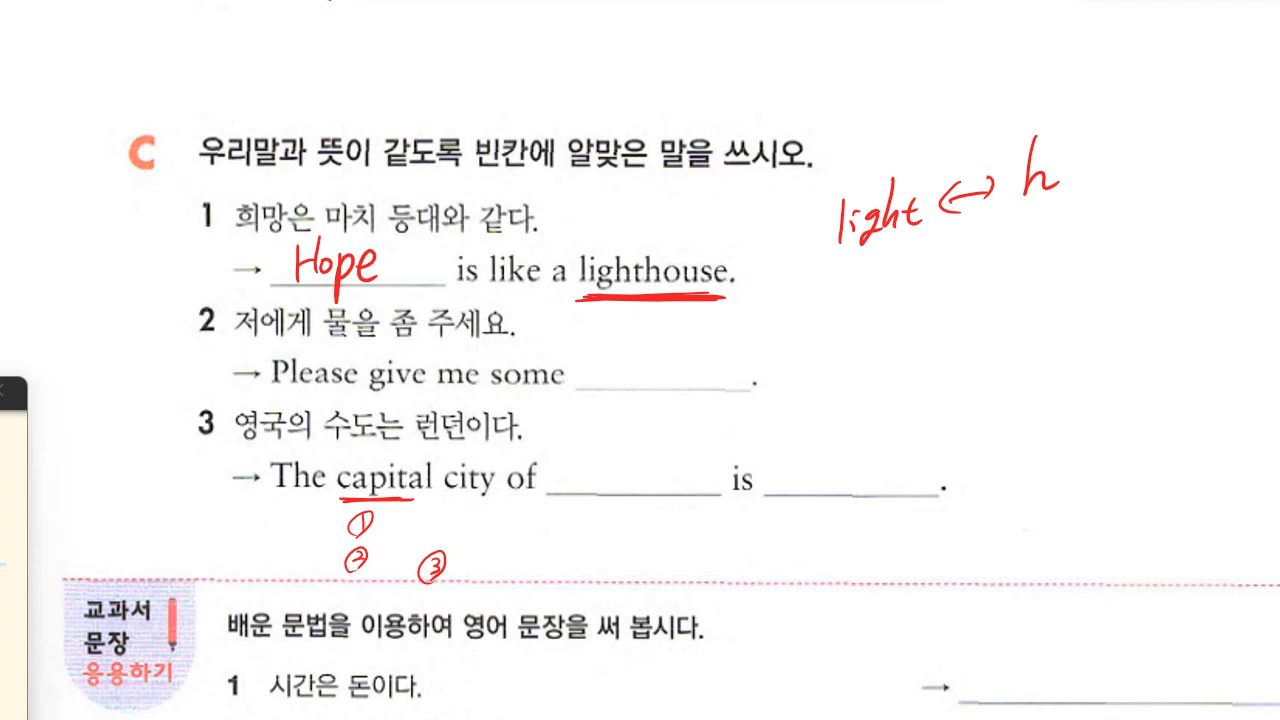 C 우리말과 뜻이 같도록 빈칸에 알맞은 말을 쓰시오.
light ↔ h
1 희망은 마치 등대와 같다.
→ Hope is like a lighthouse.
2 저에게 물을 좀 주세요.
→ Please give me some ________.
3 영국의 수도는 런던이다.
→ The capital city of ________ is ________.
①
② ③
교과서
문장
응용하기
배운 문법을 이용하여 영어 문장을 써 봅시다.
1 시간은 돈이다. → ________